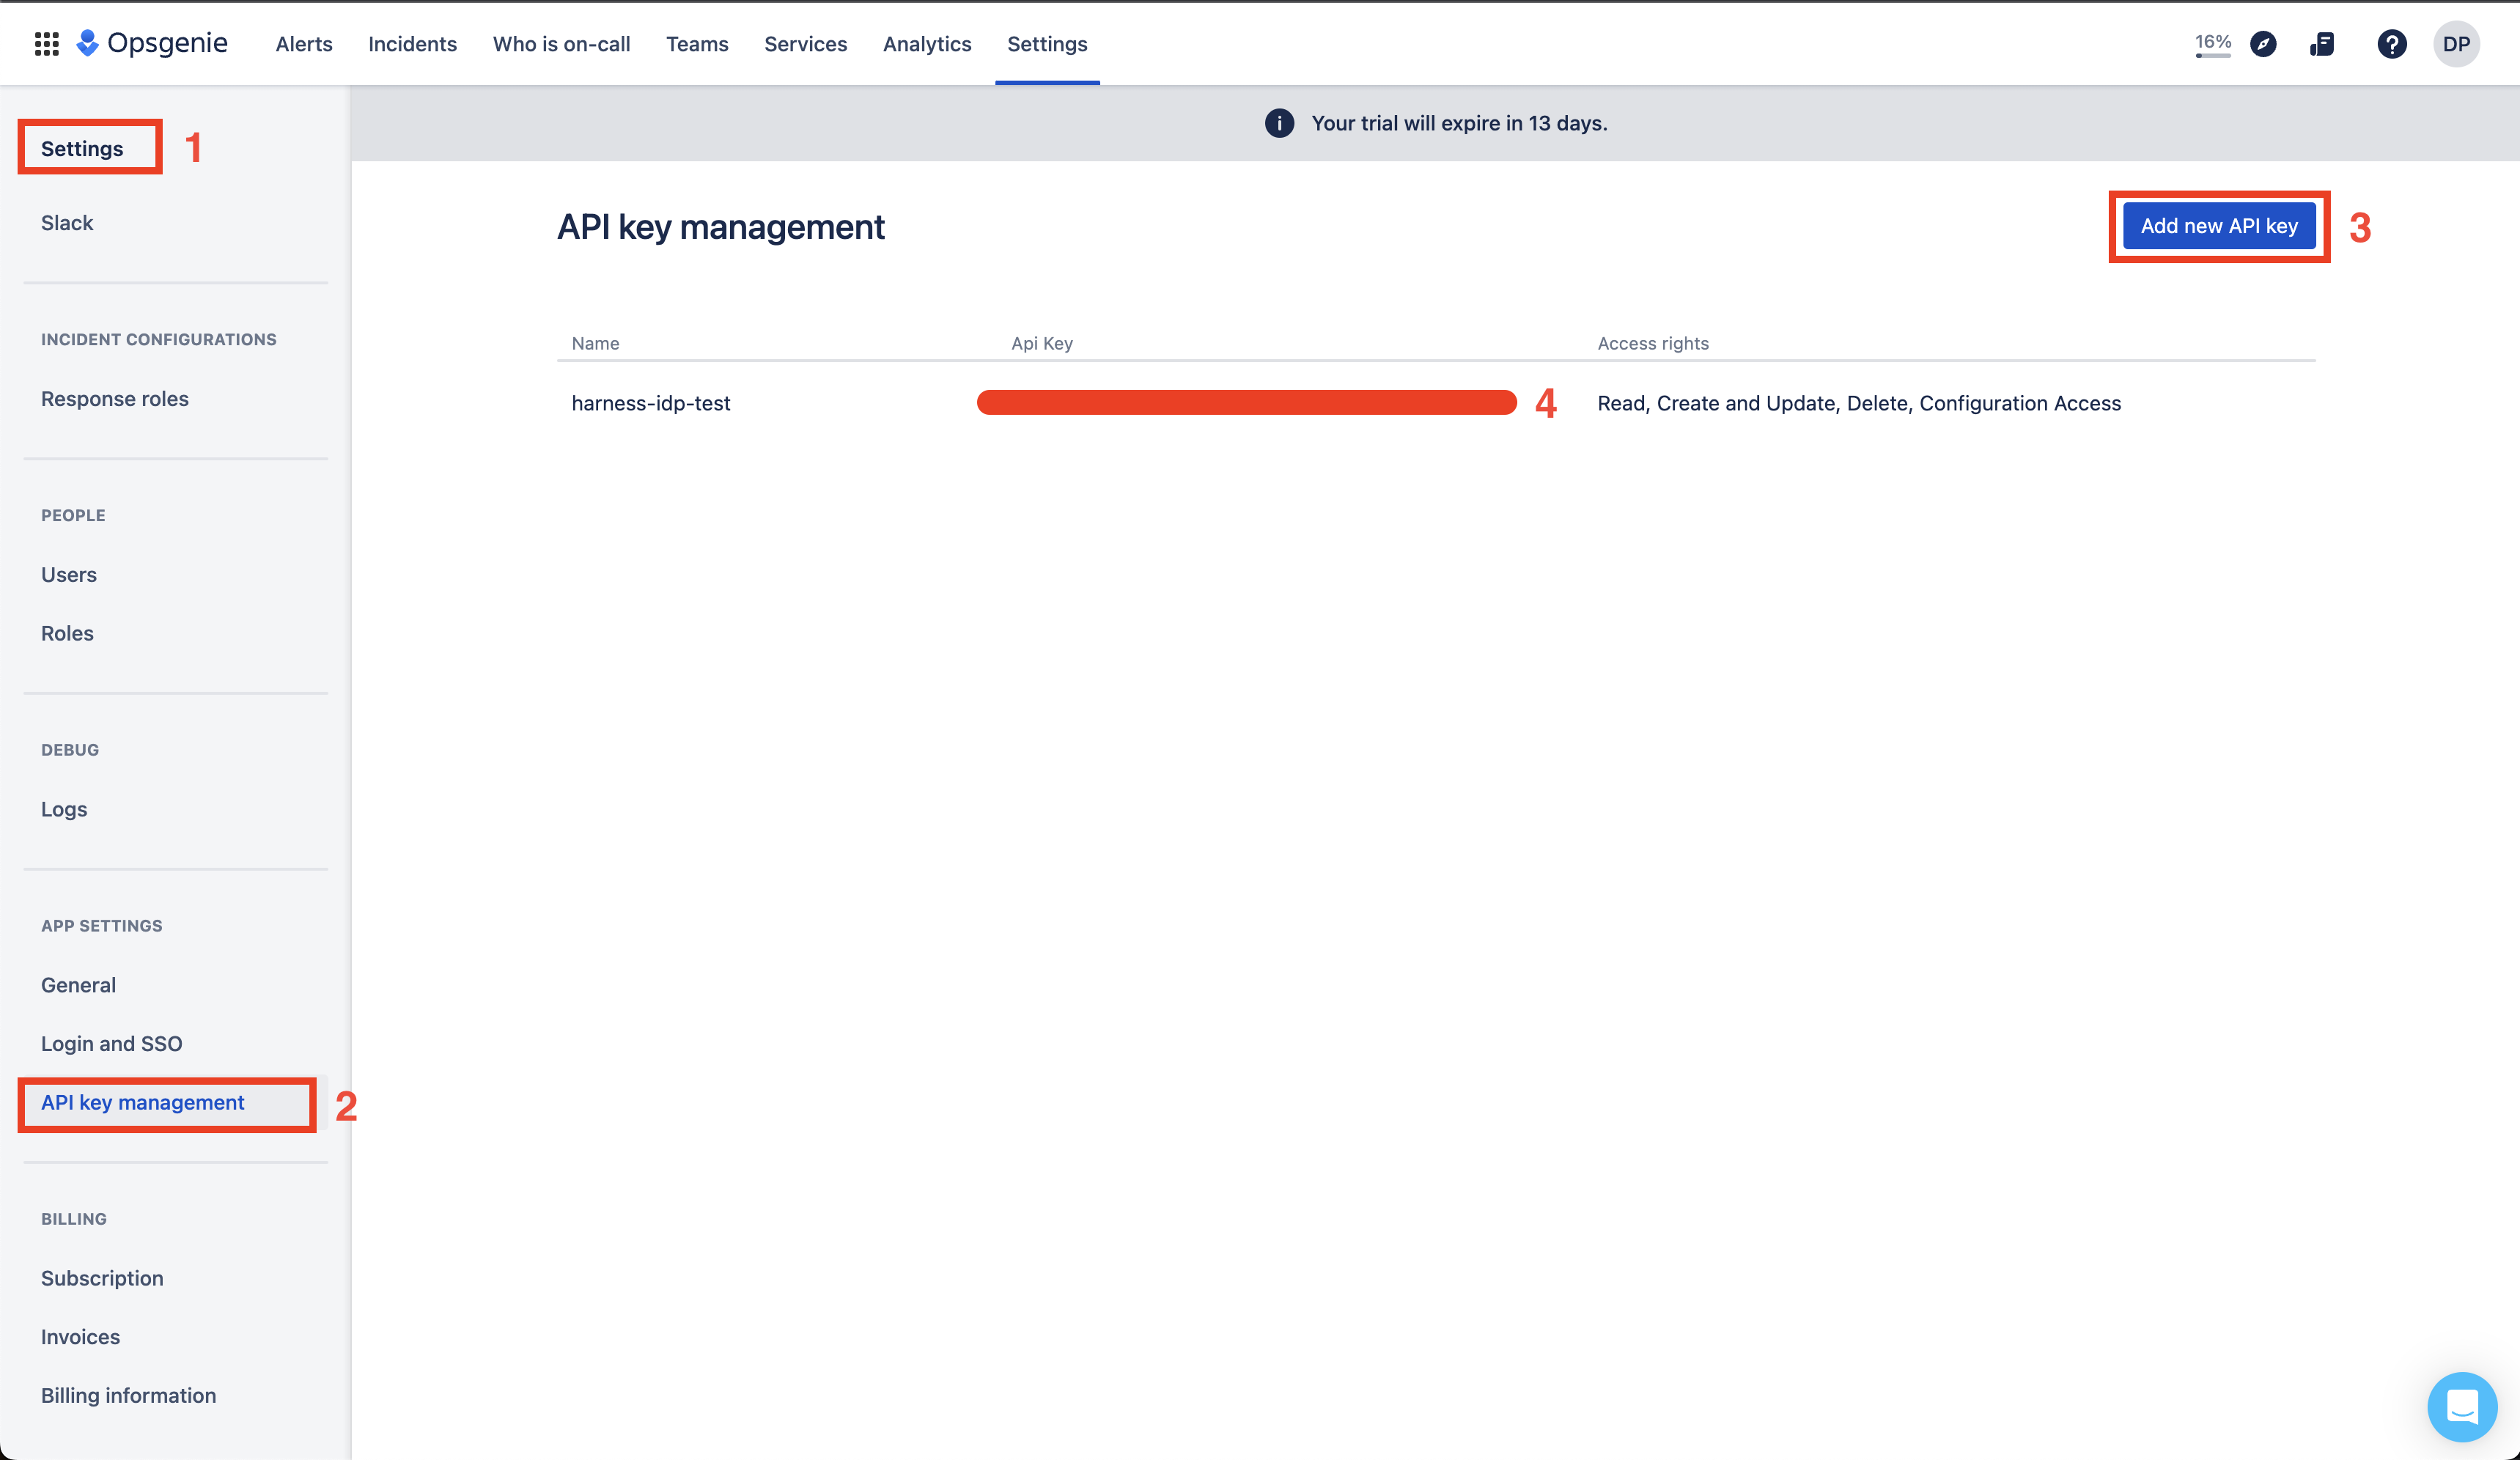 Opsgenie Alerts Incidents Who is on-call Teams Services Analytics Settings 16% DP
Your trial will expire in 13 days.
Settings 1
Slack
INCIDENT CONFIGURATIONS
Response roles
PEOPLE
Users
Roles
DEBUG
Logs
APP SETTINGS
General
Login and SSO
API key management 2
BILLING
Subscription
Invoices
Billing information
API key management Add new API key 3
Name Api Key Access rights
harness-idp-test 4 Read, Create and Update, Delete, Configuration Access